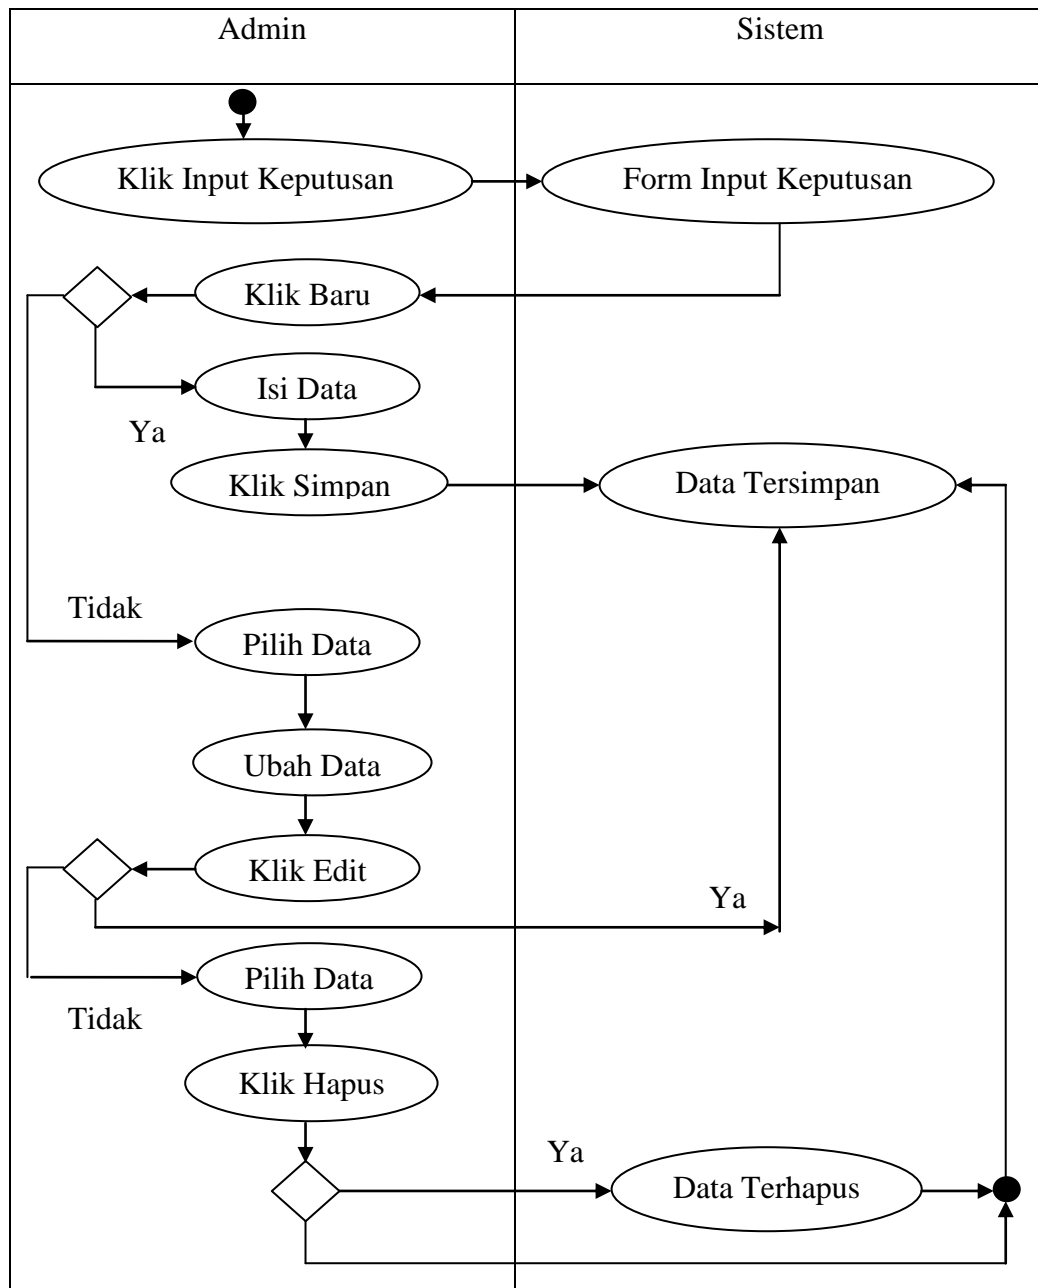 Admin
Sistem
Klik Input Keputusan
Form Input Keputusan
Klik Baru
Isi Data
Ya
Klik Simpan
Data Tersimpan
Tidak
Pilih Data
Ubah Data
Klik Edit
Ya
Pilih Data
Tidak
Klik Hapus
Ya
Data Terhapus